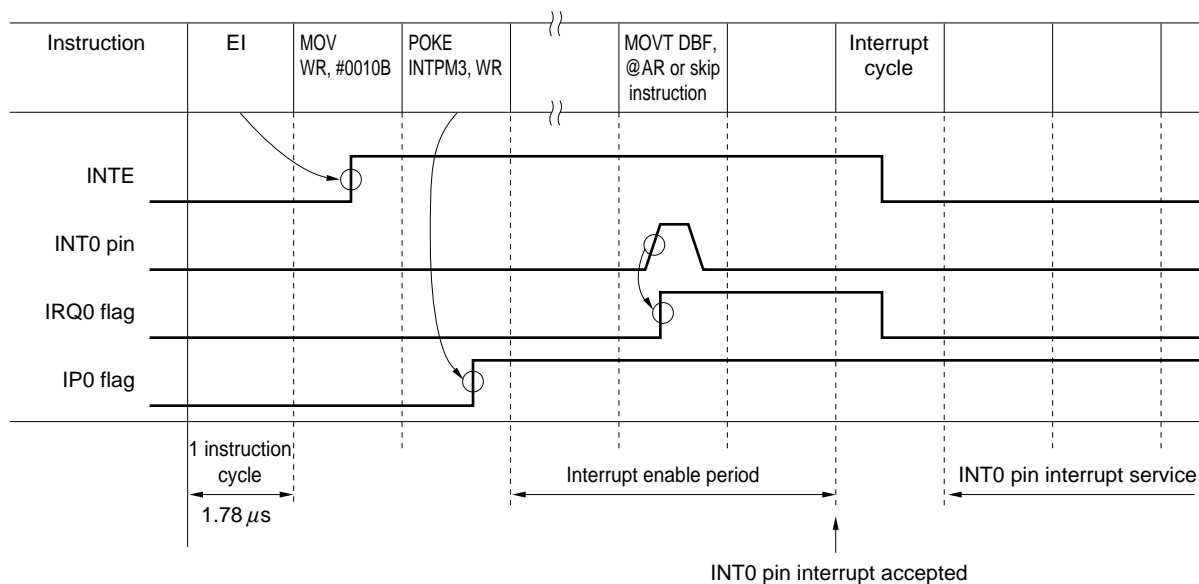 Instruction
EI
MOV
WR, #0010B
POKE
INTPM3, WR
MOVT DBF,
@AR or skip
instruction
Interrupt
cycle
INTE
INT0 pin
IRQ0 flag
IP0 flag
1 instruction
cycle
1.78 μs
Interrupt enable period
INT0 pin interrupt service
INT0 pin interrupt accepted